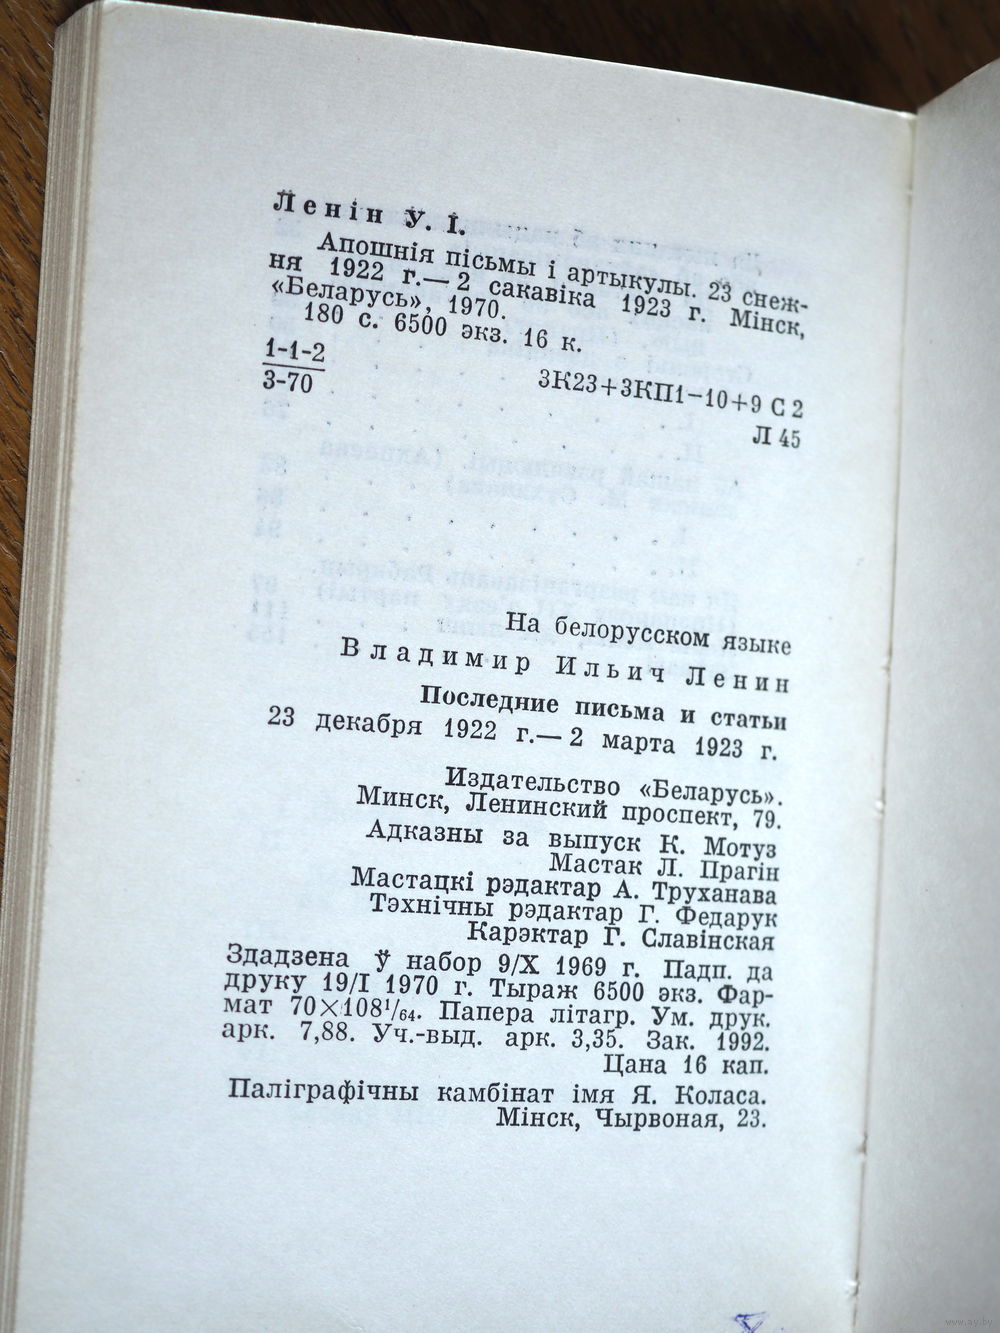 Ленін У. І.
Апошнія пісьмы і артыкулы. 23 снеж-
ня 1922 г.— 2 сакавіка 1923 г. Мінск,
«Беларусь», 1970.
180 с. 6500 экз. 16 к.
1-1-2
3-70
3К23+3КП1-10+9 С 2
Л 45
На белорусском языке
Владимир Ильич Ленин
Последние письма и статьи
23 декабря 1922 г.— 2 марта 1923 г.
Издательство «Беларусь».
Минск, Ленинский проспект, 79.
Адказны за выпуск К. Мотуз
Мастак Л. Прагін
Мастацкі рэдактар А. Труханава
Тэхнічны рэдактар Г. Федарук
Карэктар Г. Славінская
Здадзена ў набор 9/X 1969 г. Падп. да
друку 19/I 1970 г. Тыраж 6500 экз. Фар-
мат 70×108¹/₆₄. Папера літагр. Ум. друк.
арк. 7,88. Уч.-выд. арк. 3,35. Зак. 1992.
Цана 16 кап.
Паліграфічны камбінат імя Я. Коласа.
Мінск, Чырвоная, 23.
www.ay.by